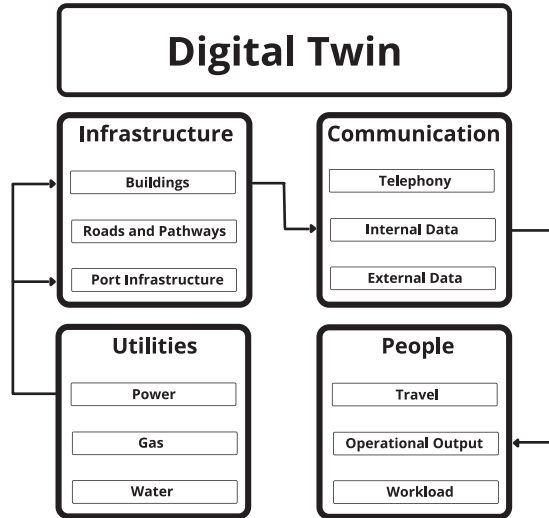 Digital Twin
Infrastructure
Buildings
Roads and Pathways
Port Infrastructure
Communication
Telephony
Internal Data
External Data
Utilities
Power
Gas
Water
People
Travel
Operational Output
Workload